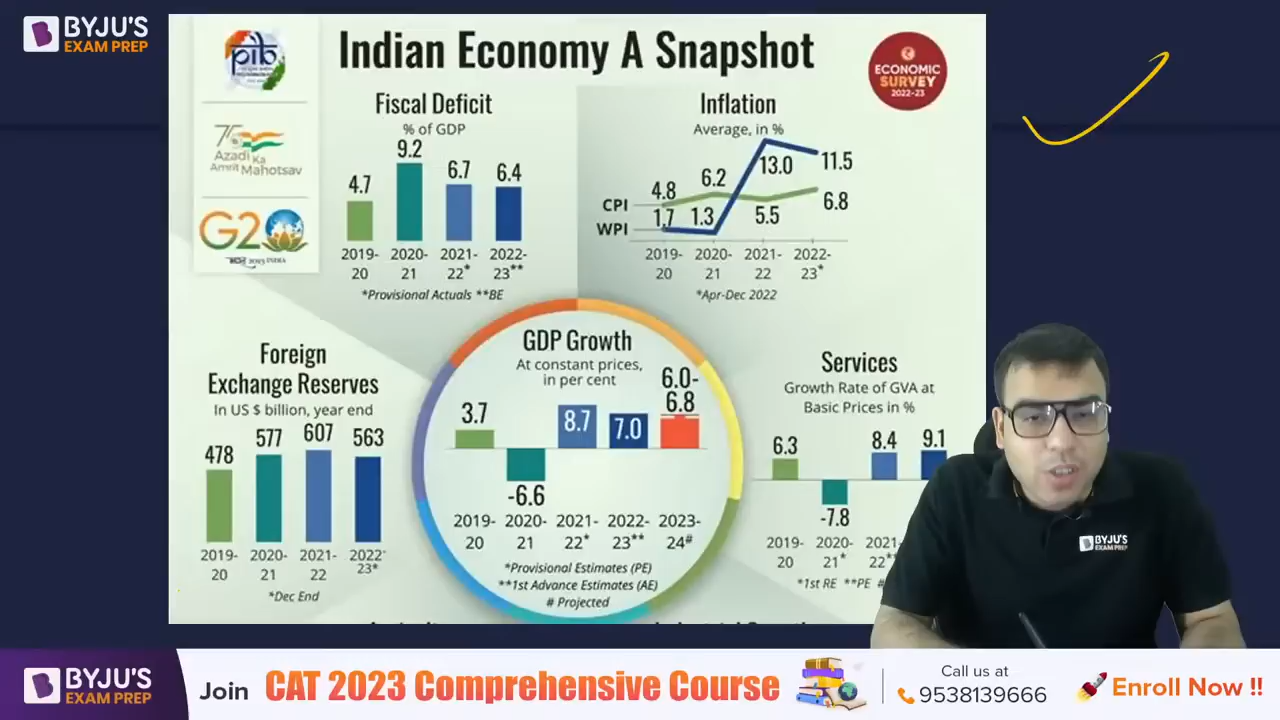 BYJU'S
EXAM PREP
pib
Indian Economy A Snapshot
ECONOMIC
SURVEY
2022-23
75
Azadi Ka
Amrit Mahotsav
G20
2023 INDIA
Fiscal Deficit
% of GDP
4.7 9.2 6.7 6.4
2019-20 2020-21 2021-22* 2022-23**
*Provisional Actuals **BE
Inflation
Average, in %
CPI 4.8 6.2 5.5 6.8
WPI 1.7 1.3 13.0 11.5
2019-20 2020-21 2021-22 2022-23*
*Apr-Dec 2022
Foreign
Exchange Reserves
In US $ billion, year end
478 577 607 563
2019-20 2020-21 2021-22 2022-23*
*Dec End
GDP Growth
At constant prices,
in per cent
3.7 -6.6 8.7 7.0 6.0-6.8
2019-20 2020-21 2021-22* 2022-23** 2023-24#
*Provisional Estimates (PE)
**1st Advance Estimates (AE)
# Projected
Services
Growth Rate of GVA at
Basic Prices in %
6.3 -7.8 8.4 9.1
2019-20 2020-21* 2021-22**
*1st RE **PE #
BYJU'S
EXAM PREP
BYJU'S
EXAM PREP
Join CAT 2023 Comprehensive Course
Call us at
9538139666
Enroll Now !!